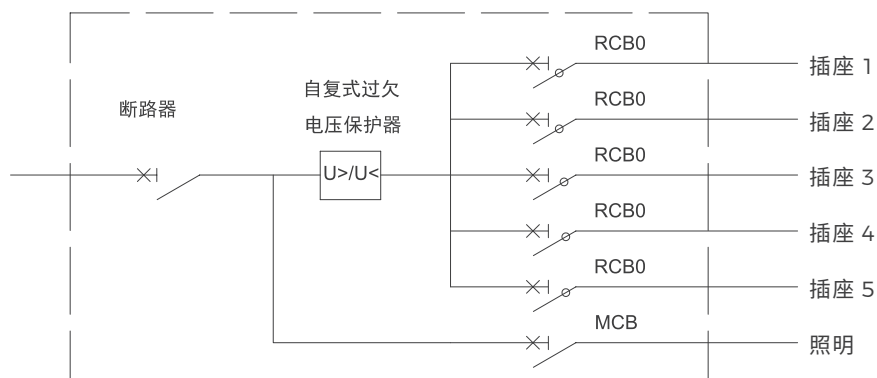 断路器
自复式过欠
电压保护器
U>/U<
RCB0
插座 1
RCB0
插座 2
RCB0
插座 3
RCB0
插座 4
RCB0
插座 5
MCB
照明